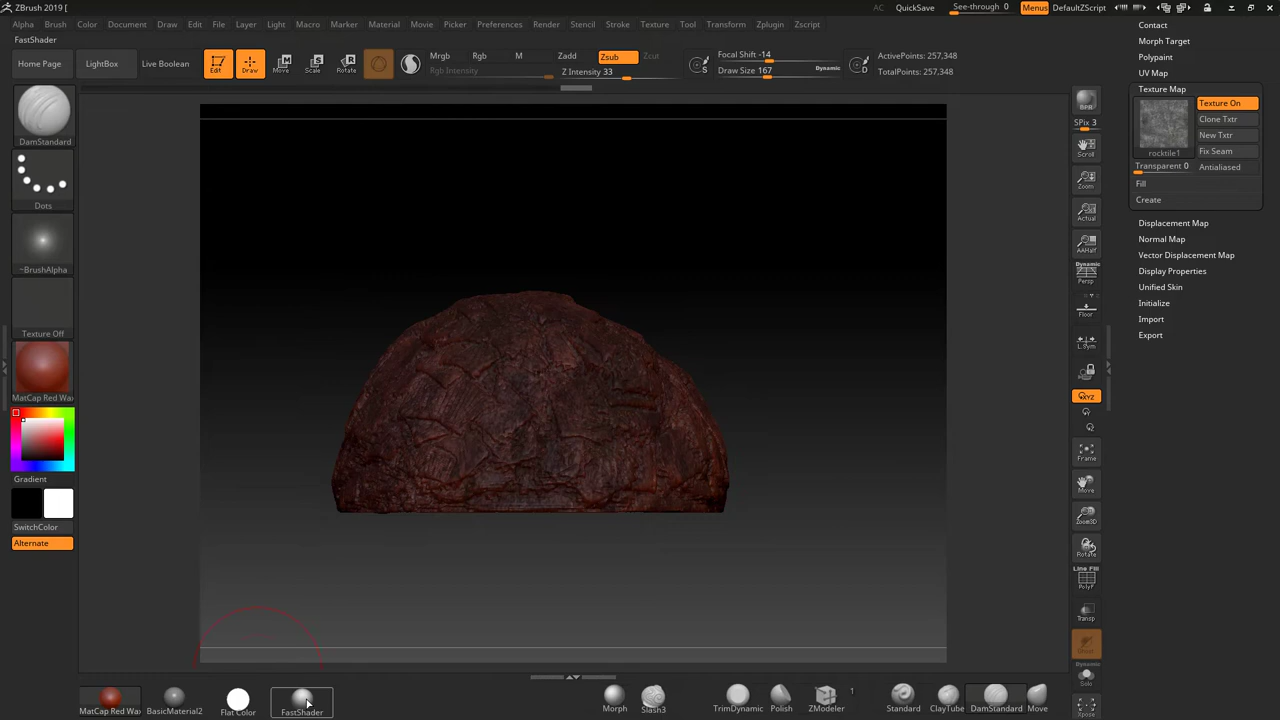 ZBrush 2019 [
AC QuickSave See-through 0 Menus DefaultZScript
Alpha Brush Color Document Draw Edit File Layer Light Macro Marker Material Movie Picker Preferences Render Stencil Stroke Texture Tool Transform Zplugin Zscript
FastShader
Home Page LightBox Live Boolean Edit Draw Move Scale Rotate
Mrgb Rgb M Zadd Zsub Zcut
Rgb Intensity Z Intensity 33
Focal Shift -14
Draw Size 167 Dynamic
S D
ActivePoints: 257,348
TotalPoints: 257,348
DamStandard
Dots
~BrushAlpha
Texture Off
MatCap Red Wax
Gradient
SwitchColor
Alternate
BPR
SPix 3
Scroll
Zoom
Actual
AAHalf
Dynamic
Persp
Floor
L.Sym
XYZ
Frame
Move
Zoom3D
Rotate
Line Fill
PolyF
Transp
Ghost
Dynamic
Solo
Xpose
Contact
Morph Target
Polypaint
UV Map
Texture Map
Texture On
Clone Txtr
New Txtr
rocktile1 Fix Seam
Transparent 0 Antialiased
Fill
Create
Displacement Map
Normal Map
Vector Displacement Map
Display Properties
Unified Skin
Initialize
Import
Export
MatCap Red Wax BasicMaterial2 Flat Color FastShader Morph Slash3 TrimDynamic Polish ZModeler 1 Standard ClayTube DamStandard Move